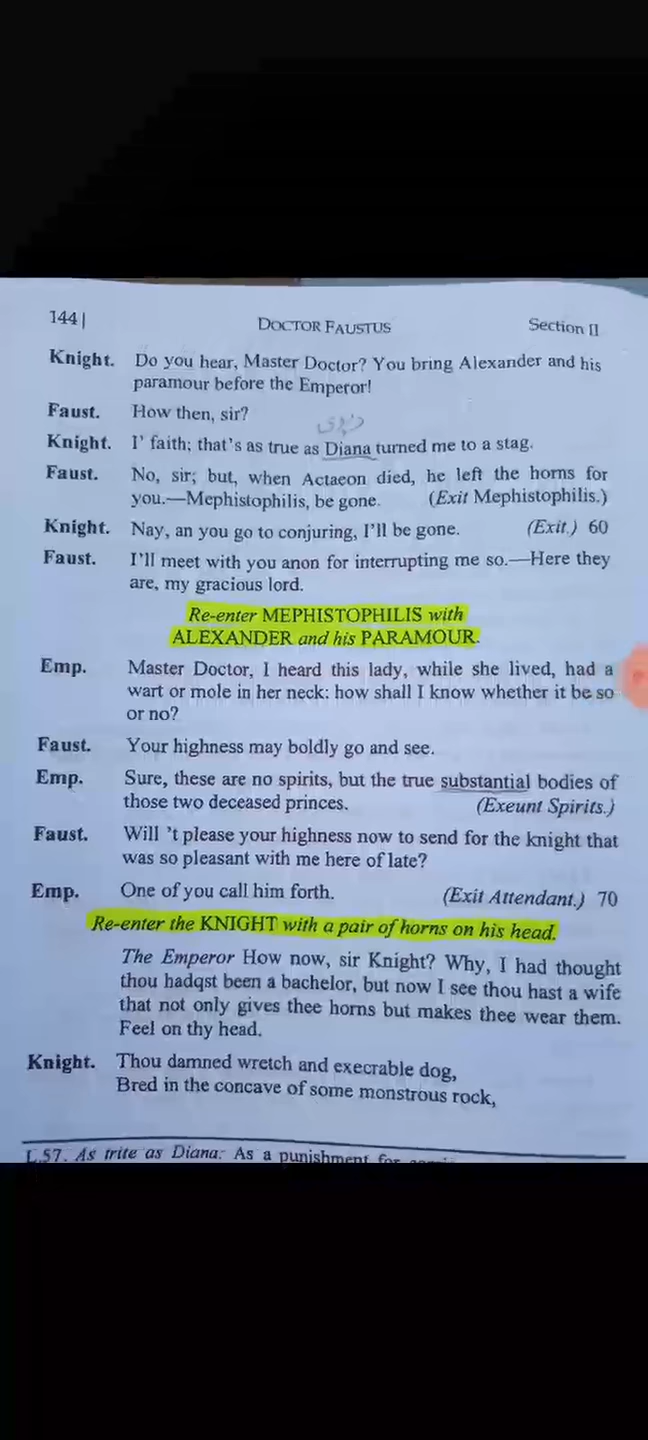 144 | DOCTOR FAUSTUS Section II
Knight. Do you hear, Master Doctor? You bring Alexander and his
paramour before the Emperor!
Faust. How then, sir?
دیوی
Knight. I' faith; that's as true as Diana turned me to a stag.
Faust. No, sir; but, when Actaeon died, he left the horns for
you.—Mephistophilis, be gone. (Exit Mephistophilis.)
Knight. Nay, an you go to conjuring, I'll be gone. (Exit.) 60
Faust. I'll meet with you anon for interrupting me so.—Here they
are, my gracious lord.
Re-enter MEPHISTOPHILIS with
ALEXANDER and his PARAMOUR.
Emp. Master Doctor, I heard this lady, while she lived, had a
wart or mole in her neck: how shall I know whether it be so
or no?
Faust. Your highness may boldly go and see.
Emp. Sure, these are no spirits, but the true substantial bodies of
those two deceased princes. (Exeunt Spirits.)
Faust. Will 't please your highness now to send for the knight that
was so pleasant with me here of late?
Emp. One of you call him forth. (Exit Attendant.) 70
Re-enter the KNIGHT with a pair of horns on his head.
The Emperor How now, sir Knight? Why, I had thought
thou hadqst been a bachelor, but now I see thou hast a wife
that not only gives thee horns but makes thee wear them.
Feel on thy head.
Knight. Thou damned wretch and execrable dog,
Bred in the concave of some monstrous rock,
L.57. As trite as Diana: As a punishment for